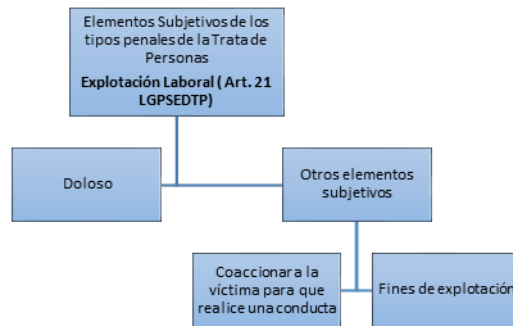 Elementos Subjetivos de los
tipos penales de la Trata de
Personas
Explotación Laboral ( Art. 21
LGPSEDTP)
Doloso
Otros elementos
subjetivos
Coaccionar a la
víctima para que
realice una conducta
Fines de explotación